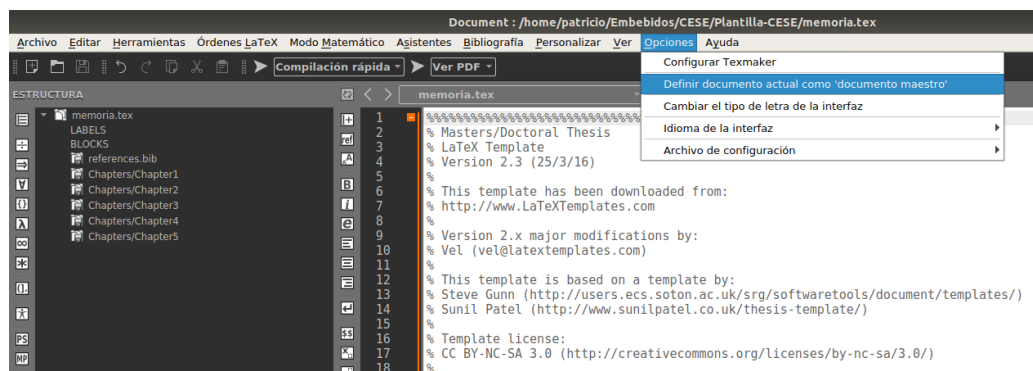 Document : /home/patricio/Embebidos/CESE/Plantilla-CESE/memoria.tex
Archivo Editar Herramientas Órdenes LaTeX Modo Matemático Asistentes Bibliografía Personalizar Ver Opciones Ayuda
Compilación rápida Ver PDF
Configurar Texmaker
Definir documento actual como 'documento maestro'
Cambiar el tipo de letra de la interfaz
Idioma de la interfaz
Archivo de configuración
ESTRUCTURA
memoria.tex
LABELS
BLOCKS
references.bib
Chapters/Chapter1
Chapters/Chapter2
Chapters/Chapter3
Chapters/Chapter4
Chapters/Chapter5
memoria.tex
1 %%%%%%%%%%%%%%%%%%%%%%%%%%%%
2 % Masters/Doctoral Thesis
3 % LaTeX Template
4 % Version 2.3 (25/3/16)
5 %
6 % This template has been downloaded from:
7 % http://www.LaTeXTemplates.com
8 %
9 % Version 2.x major modifications by:
10 % Vel (vel@latextemplates.com)
11 %
12 % This template is based on a template by:
13 % Steve Gunn (http://users.ecs.soton.ac.uk/srg/softwaretools/document/templates/)
14 % Sunil Patel (http://www.sunilpatel.co.uk/thesis-template/)
15 %
16 % Template license:
17 % CC BY-NC-SA 3.0 (http://creativecommons.org/licenses/by-nc-sa/3.0/)
18 %